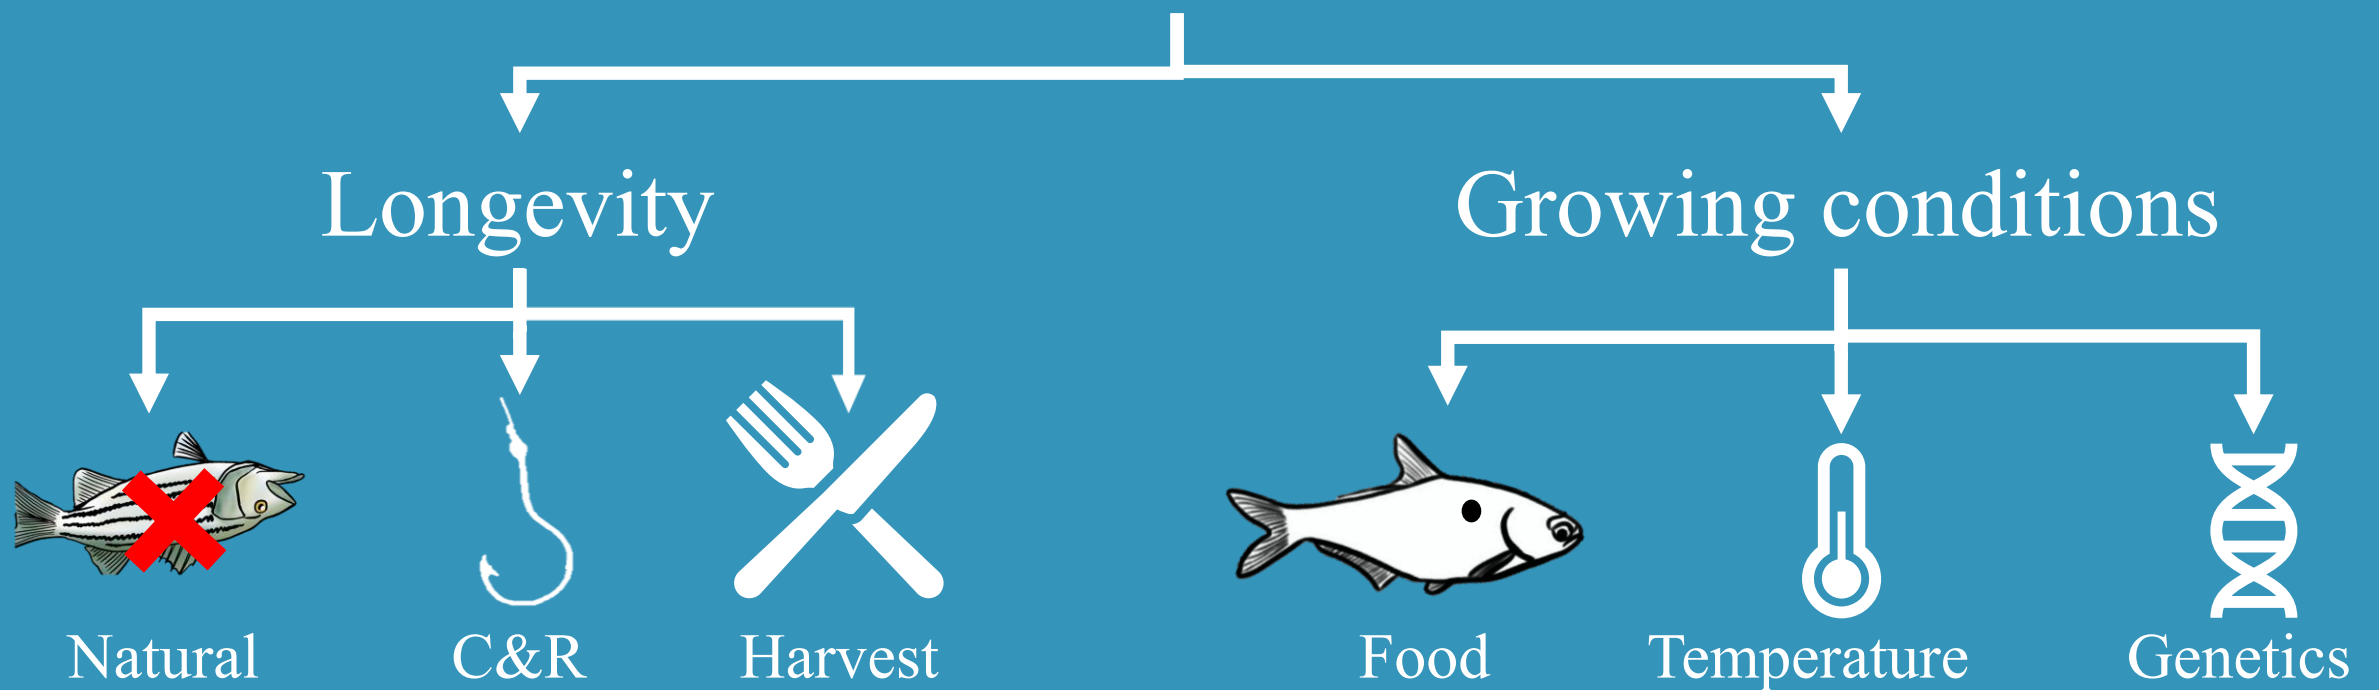 Longevity
Growing conditions
Natural
C&R
Harvest
Food
Temperature
Genetics